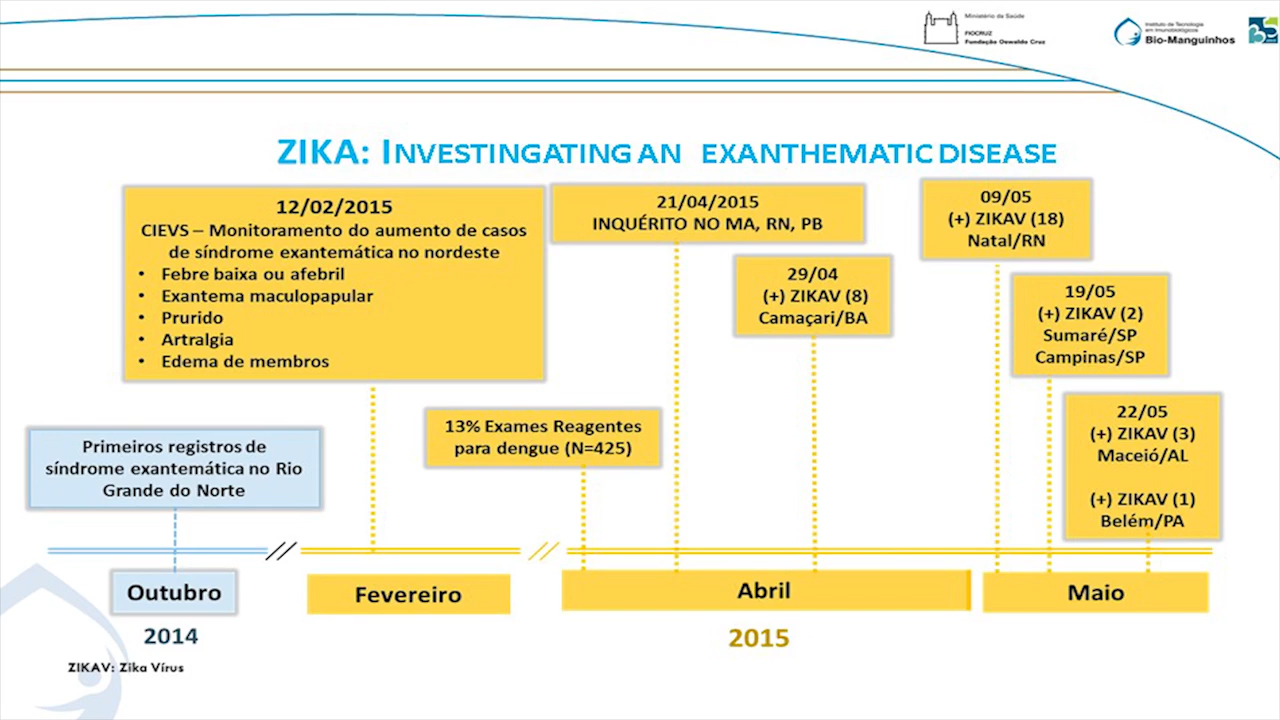 Ministério da Saúde
FIOCRUZ
Fundação Oswaldo Cruz
Instituto de Tecnologia
em Imunobiológicos
Bio-Manguinhos
ZIKA: INVESTINGATING AN EXANTHEMATIC DISEASE
12/02/2015
CIEVS – Monitoramento do aumento de casos
de síndrome exantemática no nordeste
• Febre baixa ou afebril
• Exantema maculopapular
• Prurido
• Artralgia
• Edema de membros
21/04/2015
INQUÉRITO NO MA, RN, PB
29/04
(+) ZIKAV (8)
Camaçari/BA
09/05
(+) ZIKAV (18)
Natal/RN
19/05
(+) ZIKAV (2)
Sumaré/SP
Campinas/SP
22/05
(+) ZIKAV (3)
Maceió/AL
(+) ZIKAV (1)
Belém/PA
13% Exames Reagentes
para dengue (N=425)
Primeiros registros de
síndrome exantemática no Rio
Grande do Norte
Outubro
Fevereiro
Abril
Maio
2014
2015
ZIKAV: Zika Vírus